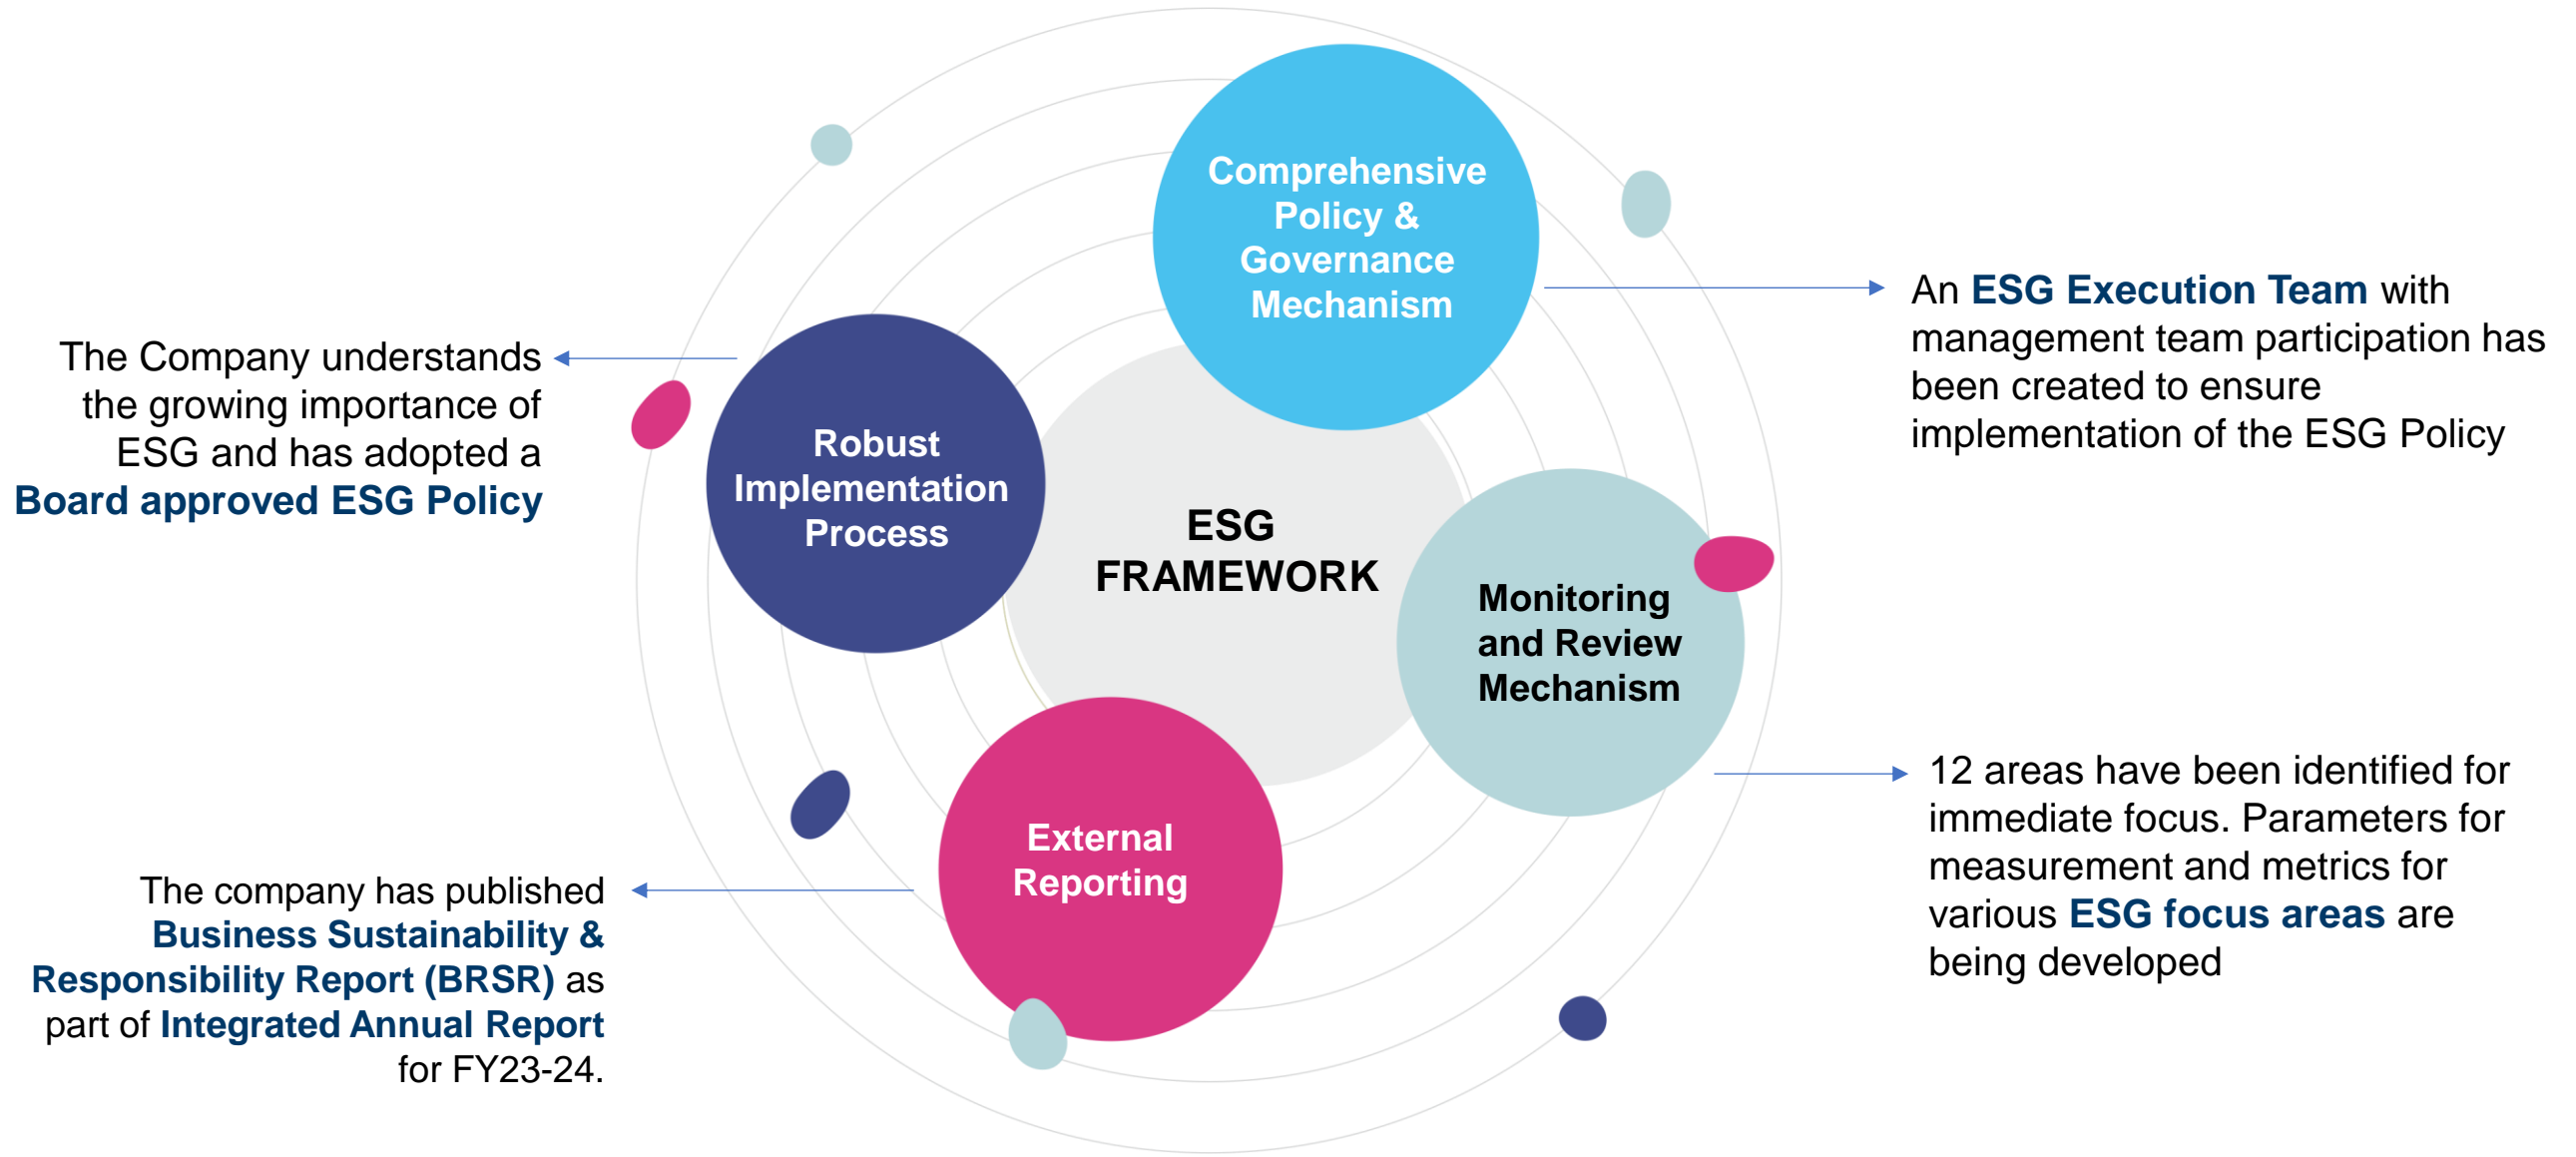 Comprehensive
Policy &
Governance
Mechanism
An ESG Execution Team with
management team participation has
been created to ensure
implementation of the ESG Policy
The Company understands
the growing importance of
ESG and has adopted a
Board approved ESG Policy
Robust
Implementation
Process
ESG
FRAMEWORK
Monitoring
and Review
Mechanism
12 areas have been identified for
immediate focus. Parameters for
measurement and metrics for
various ESG focus areas are
being developed
External
Reporting
The company has published
Business Sustainability &
Responsibility Report (BRSR) as
part of Integrated Annual Report
for FY23-24.